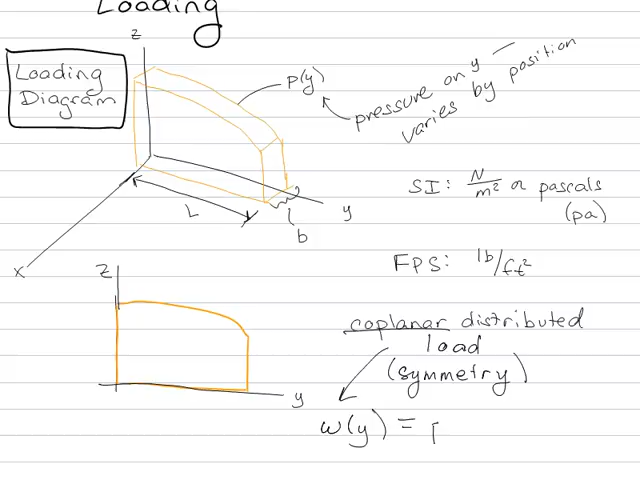 Loading
Z
Loading
Diagram
P(y)
pressure on y
varies by position
L
b
y
x
SI: N/m² or pascals
(pa)
FPS: lb/ft²
Z
y
coplanar distributed
load
(symmetry)
w(y) =